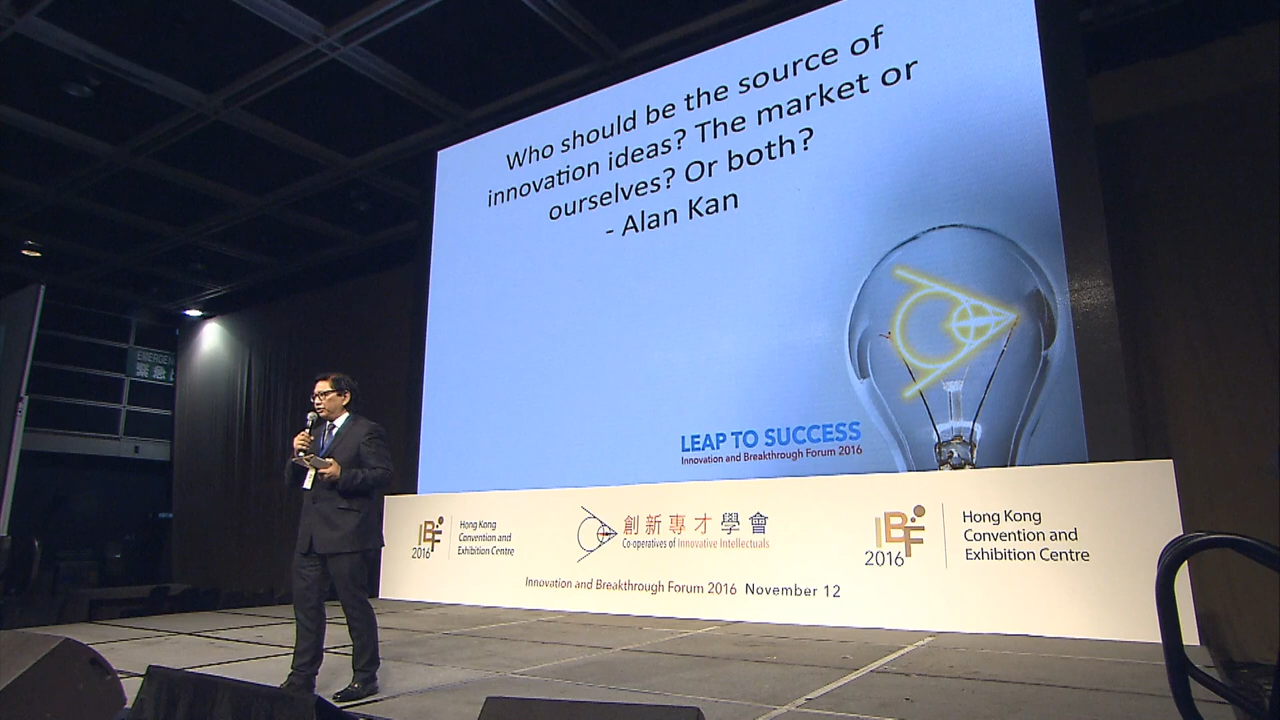 Who should be the source of
innovation ideas? The market or
ourselves? Or both?
- Alan Kan
LEAP TO SUCCESS
Innovation and Breakthrough Forum 2016
EMERGEN
緊急
IBF
2016
Hong Kong
Convention and
Exhibition Centre
創新專才學會
Co-operatives of Innovative Intellectuals
IBF
2016
Hong Kong
Convention and
Exhibition Centre
Innovation and Breakthrough Forum 2016 November 12